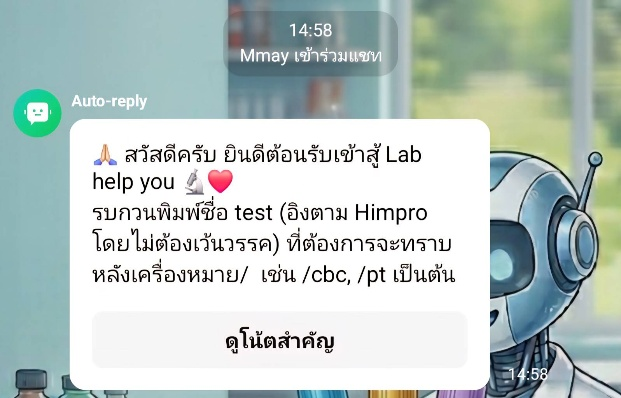 14:58
Mmay เข้าร่วมแชท
Auto-reply
🙏🏻 สวัสดีครับ ยินดีต้อนรับเข้าสู้ Lab
help you 🔬❤️
รบกวนพิมพ์ชื่อ test (อิงตาม Himpro
โดยไม่ต้องเว้นวรรค) ที่ต้องการจะทราบ
หลังเครื่องหมาย/ เช่น /cbc, /pt เป็นต้น
ดูโน้ตสำคัญ
14:58